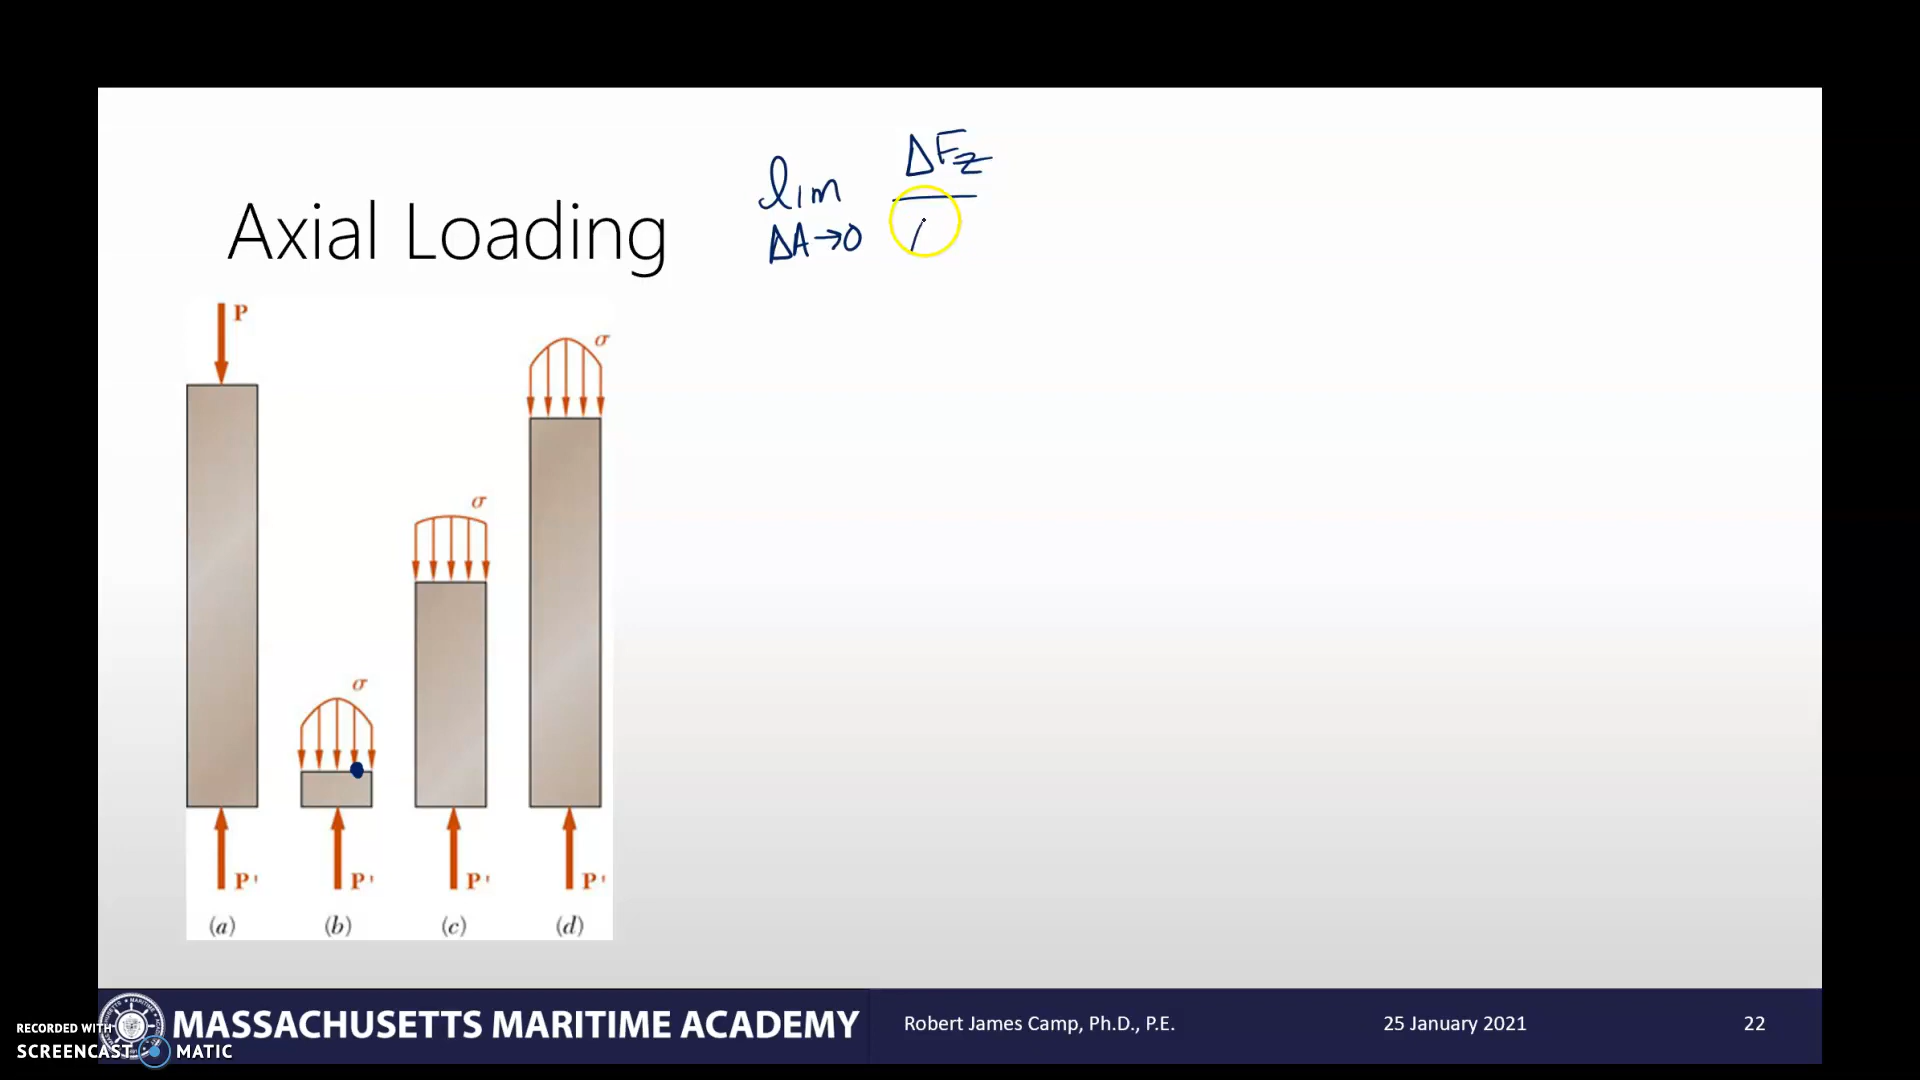 ΔFz
lim
ΔA→0
Axial Loading
P
σ
σ
σ
P'
P'
P'
P'
(a)
(b)
(c)
(d)
MASSACHUSETTS MARITIME ACADEMY
Robert James Camp, Ph.D., P.E.
25 January 2021
22
RECORDED WITH
SCREENCAST MATIC